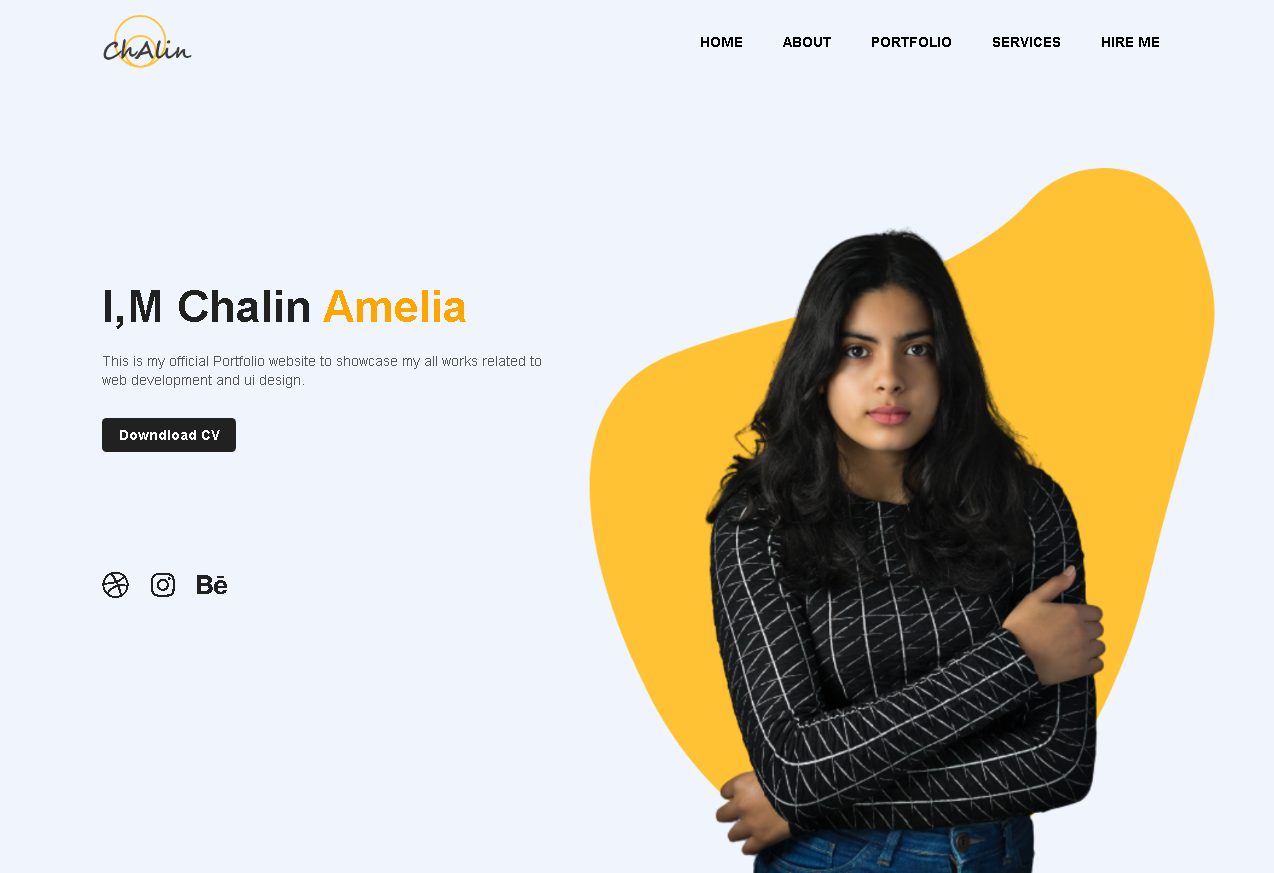 ChAlin
HOME ABOUT PORTFOLIO SERVICES HIRE ME
I,M Chalin Amelia
This is my official Portfolio website to showcase my all works related to
web development and ui design.
Downdload CV
Bē